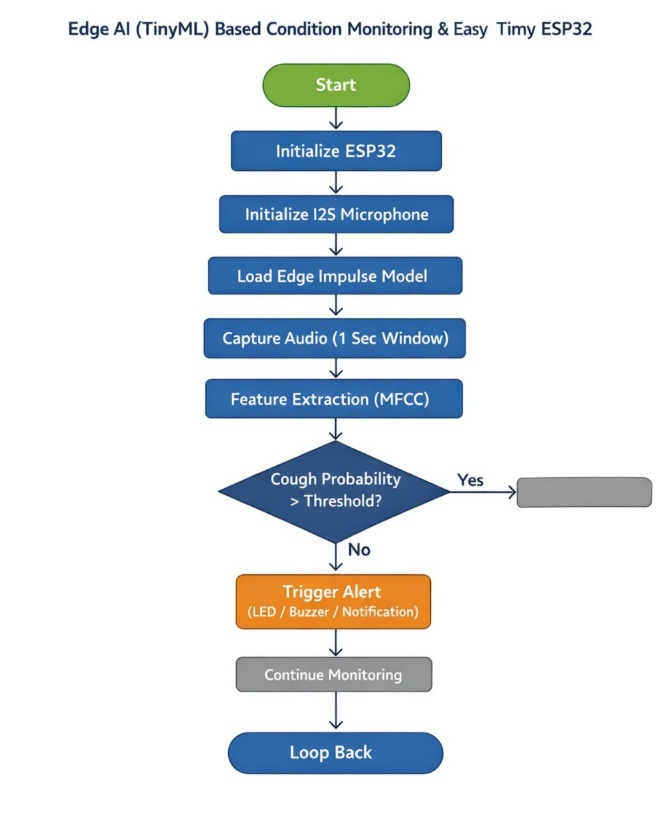 Edge AI (TinyML) Based Condition Monitoring & Easy Timy ESP32
Start
Initialize ESP32
Initialize I2S Microphone
Load Edge Impulse Model
Capture Audio (1 Sec Window)
Feature Extraction (MFCC)
Cough Probability
> Threshold?
Yes
No
Trigger Alert
(LED / Buzzer / Notification)
Continue Monitoring
Loop Back